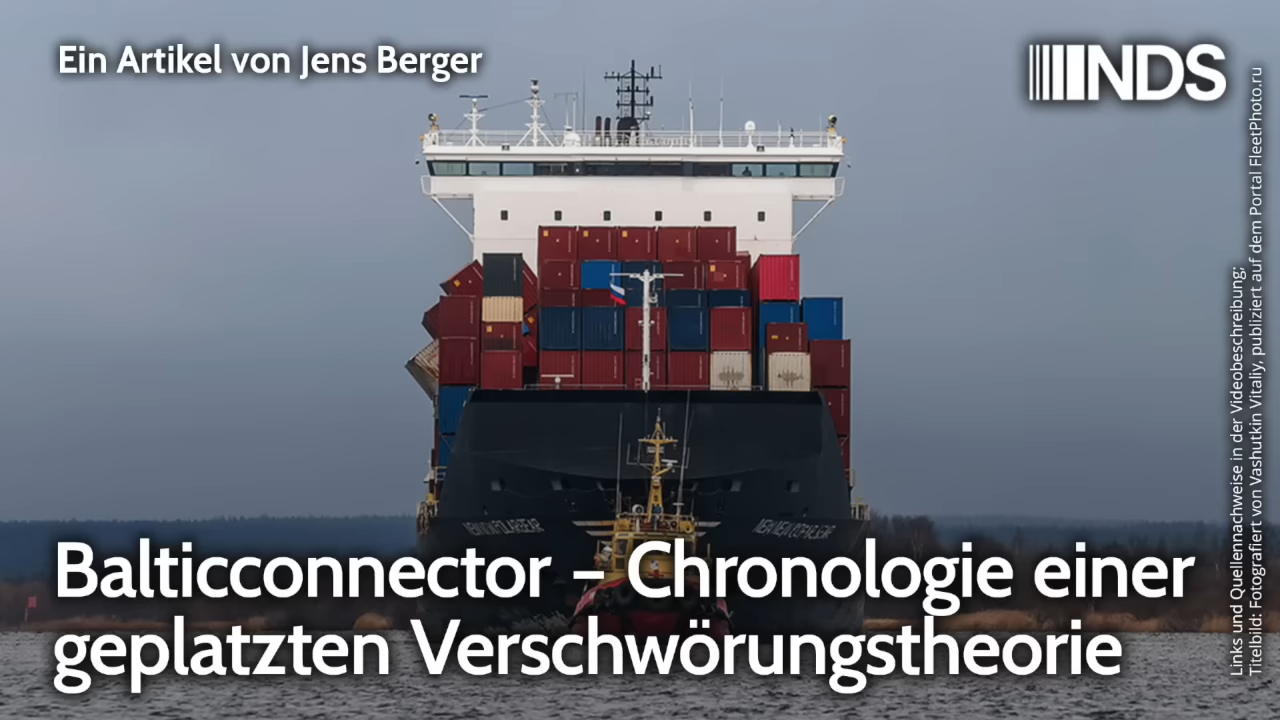 Ein Artikel von Jens Berger
NDS
Balticconnector – Chronologie einer
geplatzten Verschwörungstheorie
Links und Quellennachweise in der Videobeschreibung;
Titelbild: Fotografiert von Vashutkin Vitaliy, publiziert auf dem Portal FleetPhoto.ru